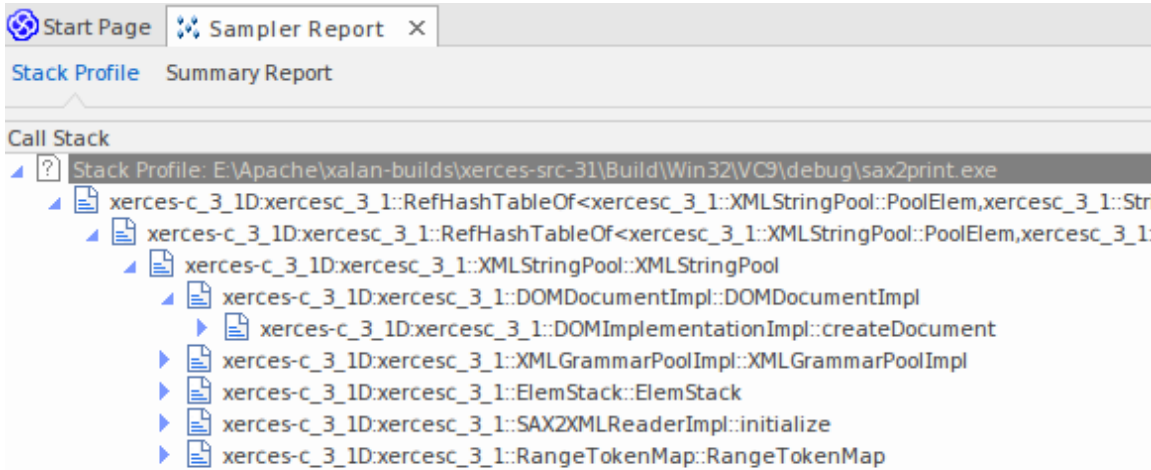 Start Page Sampler Report ×
Stack Profile Summary Report
Call Stack
? Stack Profile: E:\Apache\xalan-builds\xerces-src-31\Build\Win32\VC9\debug\sax2print.exe
xerces-c_3_1D:xercesc_3_1::RefHashTableOf<xercesc_3_1::XMLStringPool::PoolElem,xercesc_3_1::Stri
xerces-c_3_1D:xercesc_3_1::RefHashTableOf<xercesc_3_1::XMLStringPool::PoolElem,xercesc_3_1:
xerces-c_3_1D:xercesc_3_1::XMLStringPool::XMLStringPool
xerces-c_3_1D:xercesc_3_1::DOMDocumentImpl::DOMDocumentImpl
xerces-c_3_1D:xercesc_3_1::DOMImplementationImpl::createDocument
xerces-c_3_1D:xercesc_3_1::XMLGrammarPoolImpl::XMLGrammarPoolImpl
xerces-c_3_1D:xercesc_3_1::ElemStack::ElemStack
xerces-c_3_1D:xercesc_3_1::SAX2XMLReaderImpl::initialize
xerces-c_3_1D:xercesc_3_1::RangeTokenMap::RangeTokenMap